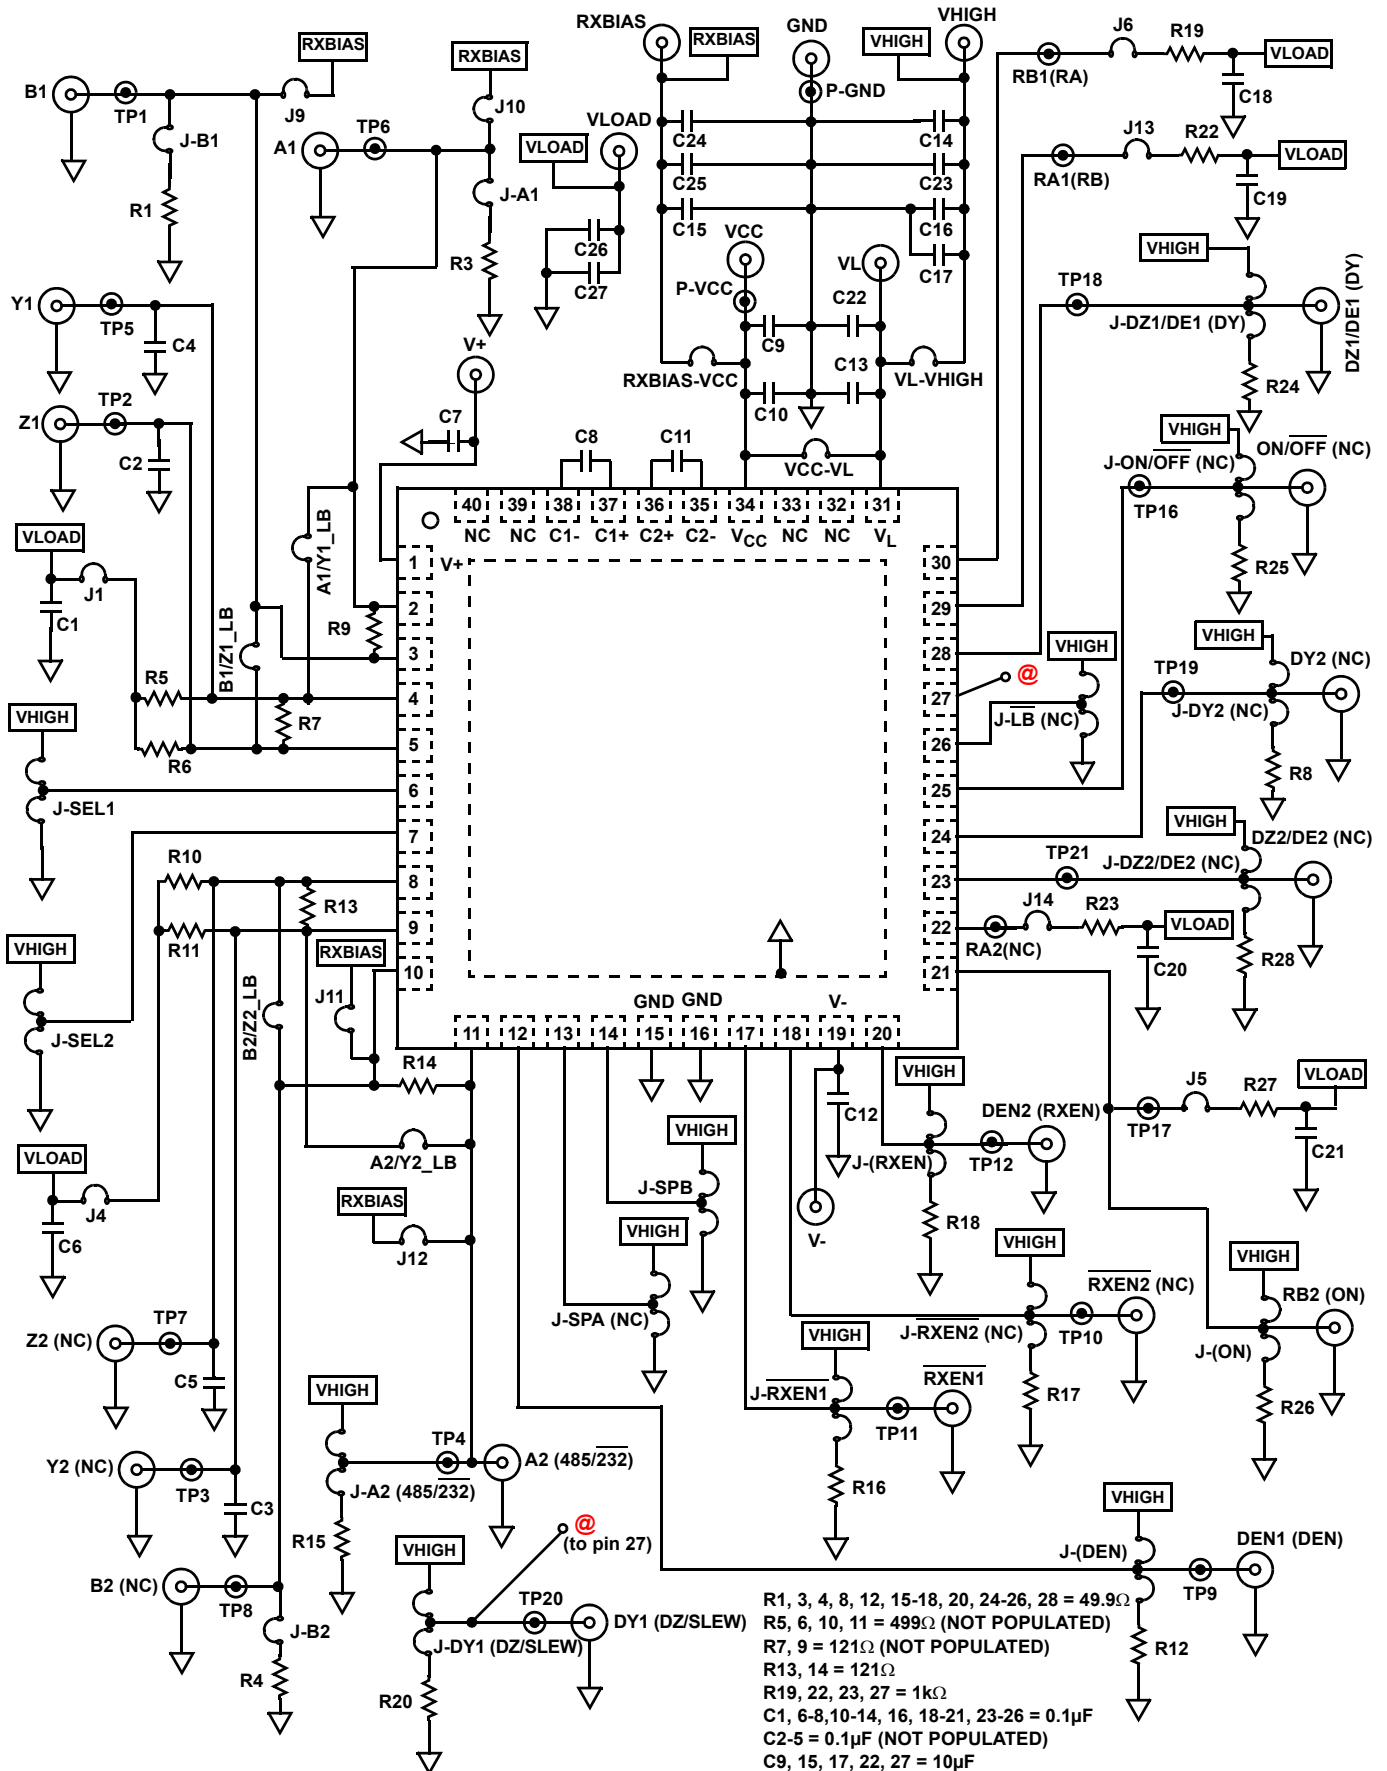 RXBIAS
GND
VHIGH
J6
R19
RXBIAS
RXBIAS
VHIGH
VLOAD
RXBIAS
B1
TP1
J9
J10
RB1(RA)
P-GND
C18
J-B1
A1
TP6
VLOAD
VLOAD
C24
C14
J13
R22
VLOAD
J-A1
C25
C23
RA1(RB)
C19
R1
R3
C26
C15
C16
VCC
VL
C17
VHIGH
C27
P-VCC
C22
TP18
DZ1/DE1 (DY)
Y1
TP5
C4
V+
C9
J-DZ1/DE1 (DY)
RXBIAS-VCC
C13
VL-VHIGH
R24
Z1
TP2
C7
C10
VHIGH
ON/OFF (NC)
C2
C8
C11
VCC-VL
J-ON/OFF (NC)
TP16
40 39 38 37 36 35 34 33 32 31
NC NC C1- C1+ C2+ C2- VCC NC NC VL
VLOAD
A1/Y1_LB
1
V+
30
R25
J1
C1
2
29
R9
B1/Z1_LB
3
28
VHIGH
VHIGH
DY2 (NC)
TP19
R5
4
27
@
J-DY2 (NC)
VHIGH
R7
J-LB (NC)
R6
5
26
R8
6
25
J-SEL1
7
24
VHIGH
DZ2/DE2 (NC)
R10
TP21
J-DZ2/DE2 (NC)
8
23
R13
J14
R23
R11
9
22
VLOAD
VHIGH
RXBIAS
RA2(NC)
C20
R28
10
21
B2/Z2_LB
J11
GND GND
V-
J-SEL2
11 12 13 14 15 16 17 18 19 20
R14
VHIGH
J5
R27
VLOAD
C12
DEN2 (RXEN)
TP17
VHIGH
C21
VLOAD
A2/Y2_LB
J-(RXEN)
TP12
J-SPB
RXBIAS
J4
C6
J12
VHIGH
V-
R18
VHIGH
VHIGH
RXEN2 (NC)
RB2 (ON)
TP7
J-SPA (NC)
Z2 (NC)
VHIGH
J-RXEN2 (NC)
TP10
J-(ON)
C5
VHIGH
J-RXEN1
RXEN1
R17
R26
TP11
Y2 (NC)
TP3
TP4
A2 (485/232)
C3
J-A2 (485/232)
R16
VHIGH
R15
@
(to pin 27)
VHIGH
J-(DEN)
DEN1 (DEN)
B2 (NC)
TP8
TP20
TP9
DY1 (DZ/SLEW)
J-B2
J-DY1 (DZ/SLEW)
R12
R4
R20
R1, 3, 4, 8, 12, 15-18, 20, 24-26, 28 = 49.9Ω
R5, 6, 10, 11 = 499Ω (NOT POPULATED)
R7, 9 = 121Ω (NOT POPULATED)
R13, 14 = 121Ω
R19, 22, 23, 27 = 1kΩ
C1, 6-8,10-14, 16, 18-21, 23-26 = 0.1µF
C2-5 = 0.1µF (NOT POPULATED)
C9, 15, 17, 22, 27 = 10µF